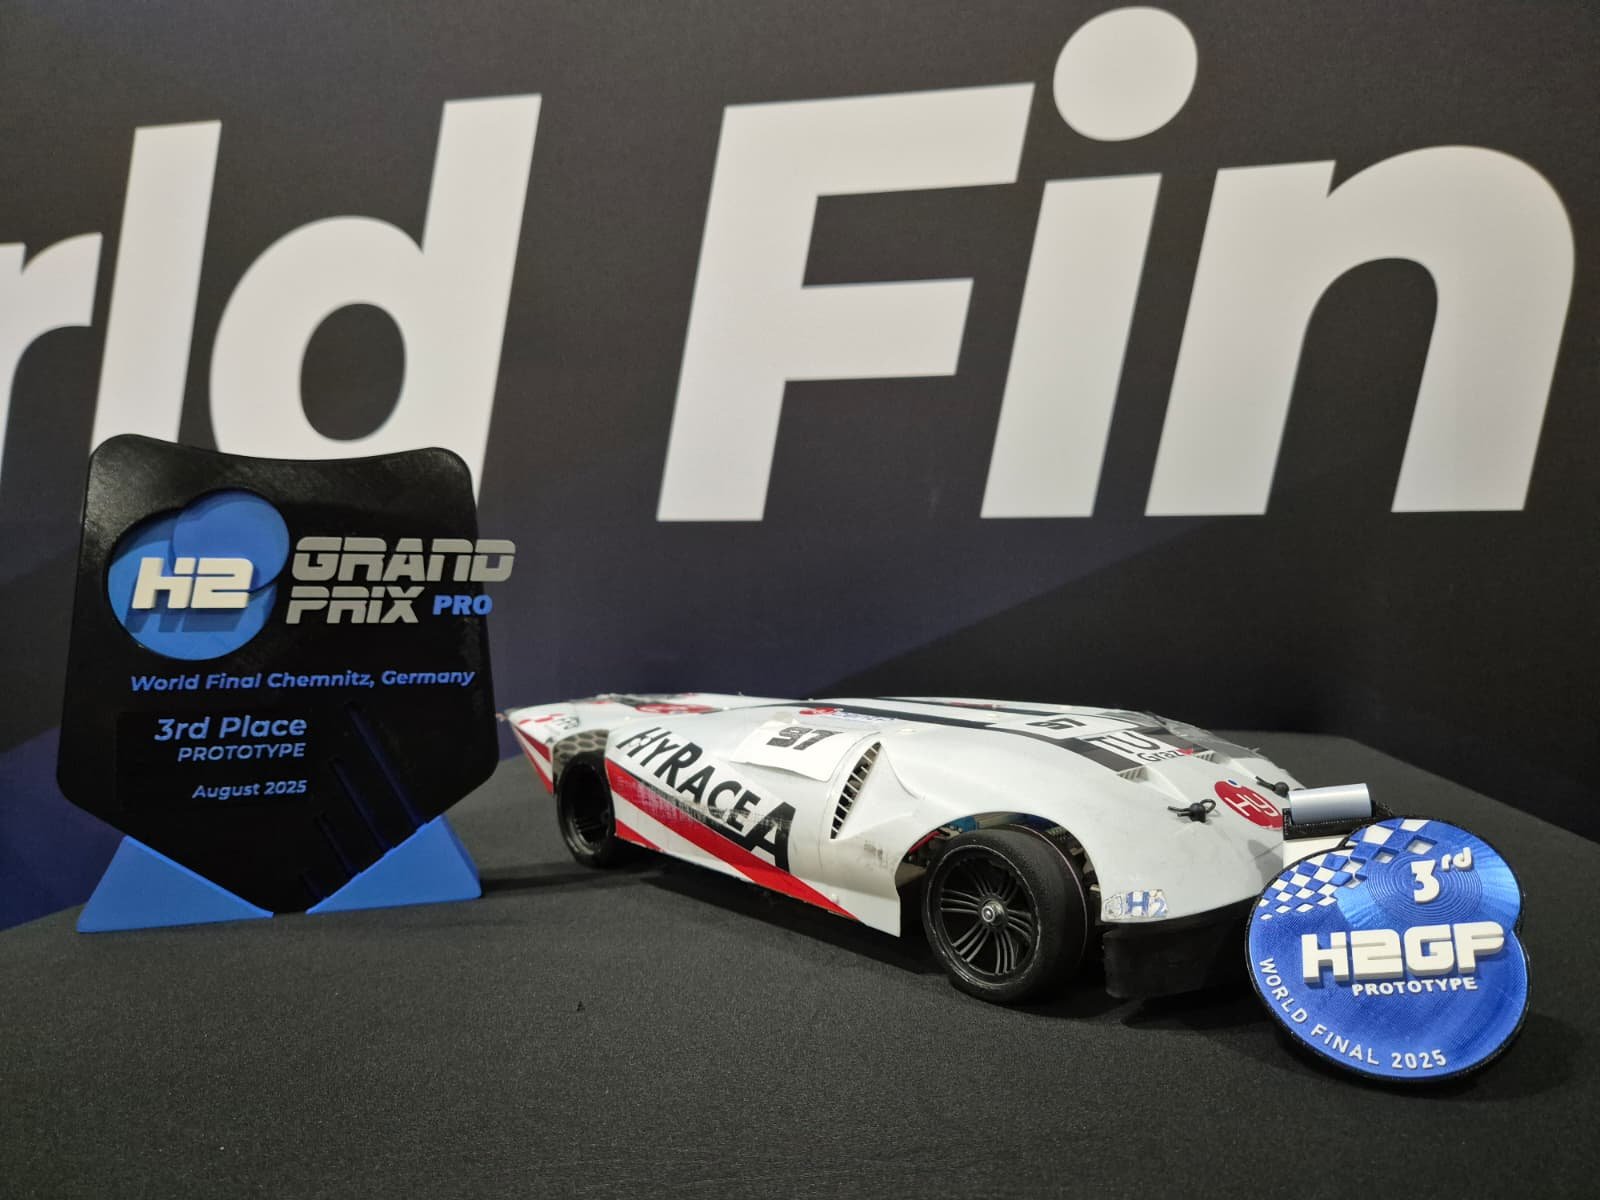 rld Fin
H2 GRAND
PRIX PRO
World Final Chemnitz, Germany
3rd Place
PROTOTYPE
August 2025
HYRACEA
97
TU
Graz
H2
3rd
H2GP
PROTOTYPE
WORLD FINAL 2025